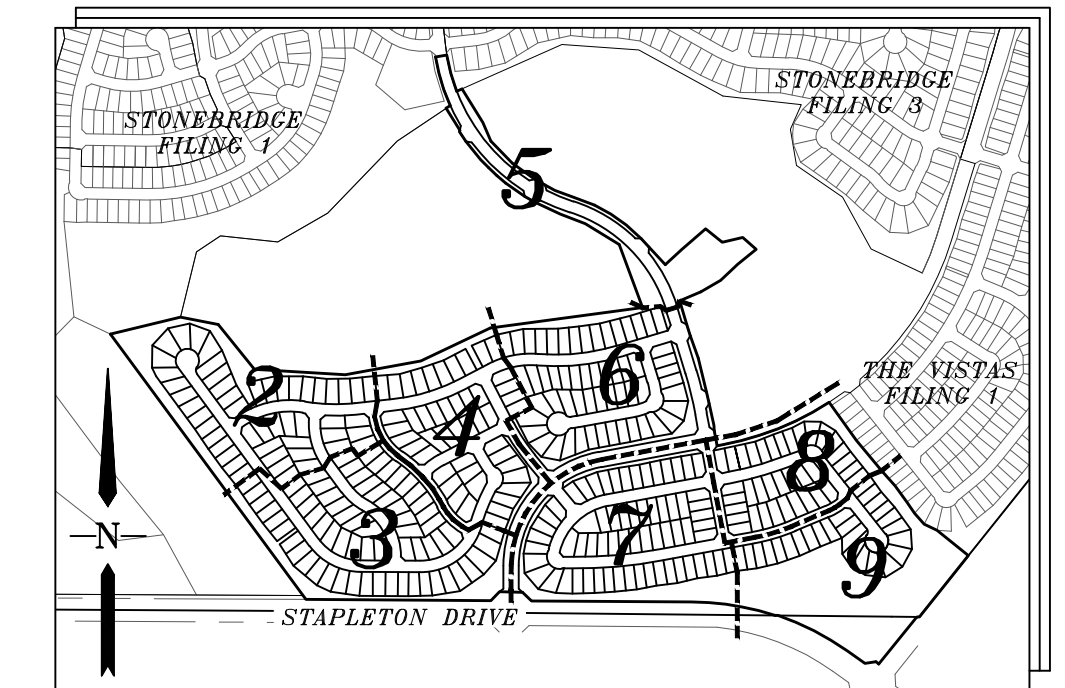 STONEBRIDGE
FILING 3
STONEBRIDGE
FILING 1
5
THE VISTAS
FILING 1
2
4
6
8
3
7
9
N
STAPLETON DRIVE